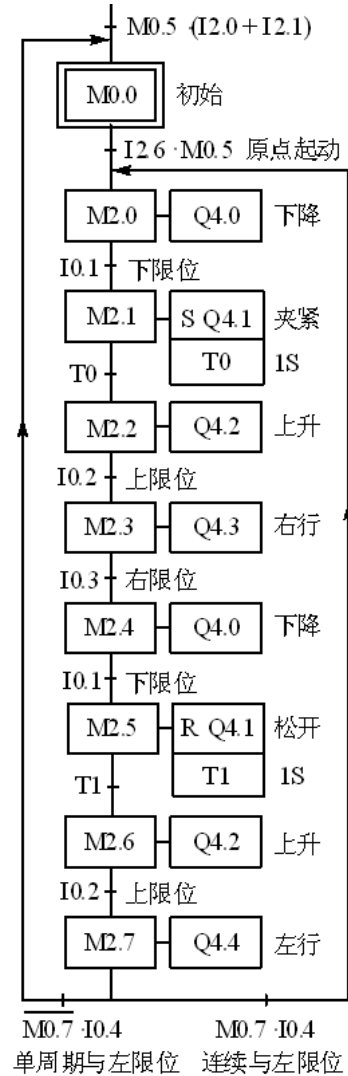 M0.5 ·(I2.0+I2.1)
M0.0 初始
I2.6 ·M0.5 原点起动
M2.0 Q4.0 下降
I0.1 下限位
M2.1 S Q4.1 夹紧
T0 T0 1S
M2.2 Q4.2 上升
I0.2 上限位
M2.3 Q4.3 右行
I0.3 右限位
M2.4 Q4.0 下降
I0.1 下限位
M2.5 R Q4.1 松开
T1 T1 1S
M2.6 Q4.2 上升
I0.2 上限位
M2.7 Q4.4 左行
M̅0̅.̅7̅ ·I0.4 M0.7 ·I0.4
单周期与左限位 连续与左限位